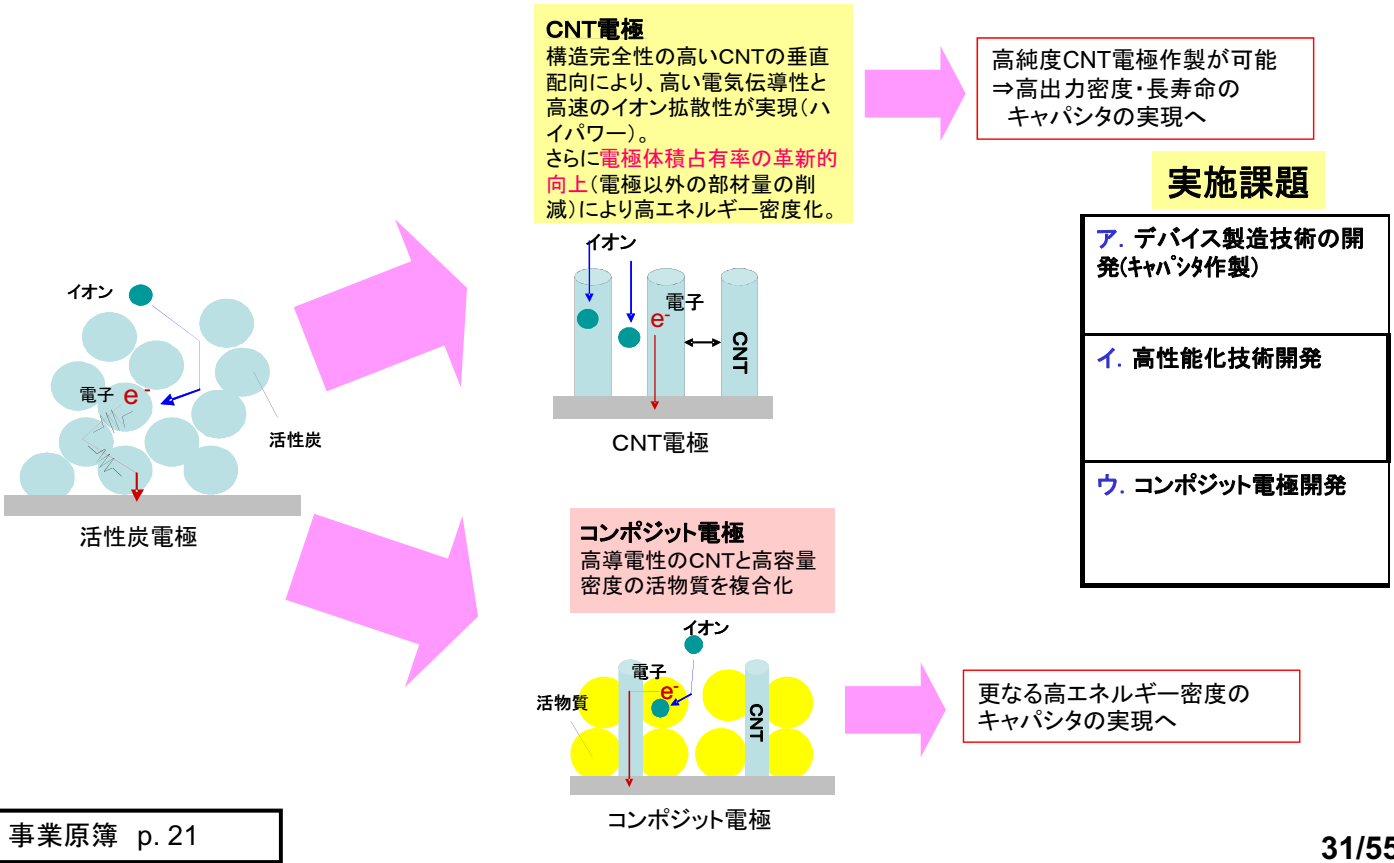 CNT電極
構造完全性の高いCNTの垂直
配向により、高い電気伝導性と
高速のイオン拡散性が実現(ハ
イパワー)。
さらに電極体積占有率の革新的
向上(電極以外の部材量の削
減)により高エネルギー密度化。
高純度CNT電極作製が可能
⇒高出力密度・長寿命の
キャパシタの実現へ
実施課題
ア. デバイス製造技術の開
発(キャパシタ作製)
イ. 高性能化技術開発
ウ. コンポジット電極開発
イオン
電子
e-
CNT
CNT電極
イオン
電子 e-
活性炭
活性炭電極
コンポジット電極
高導電性のCNTと高容量
密度の活物質を複合化
イオン
電子
e-
活物質
CNT
コンポジット電極
更なる高エネルギー密度の
キャパシタの実現へ
事業原簿 p. 21
31/55